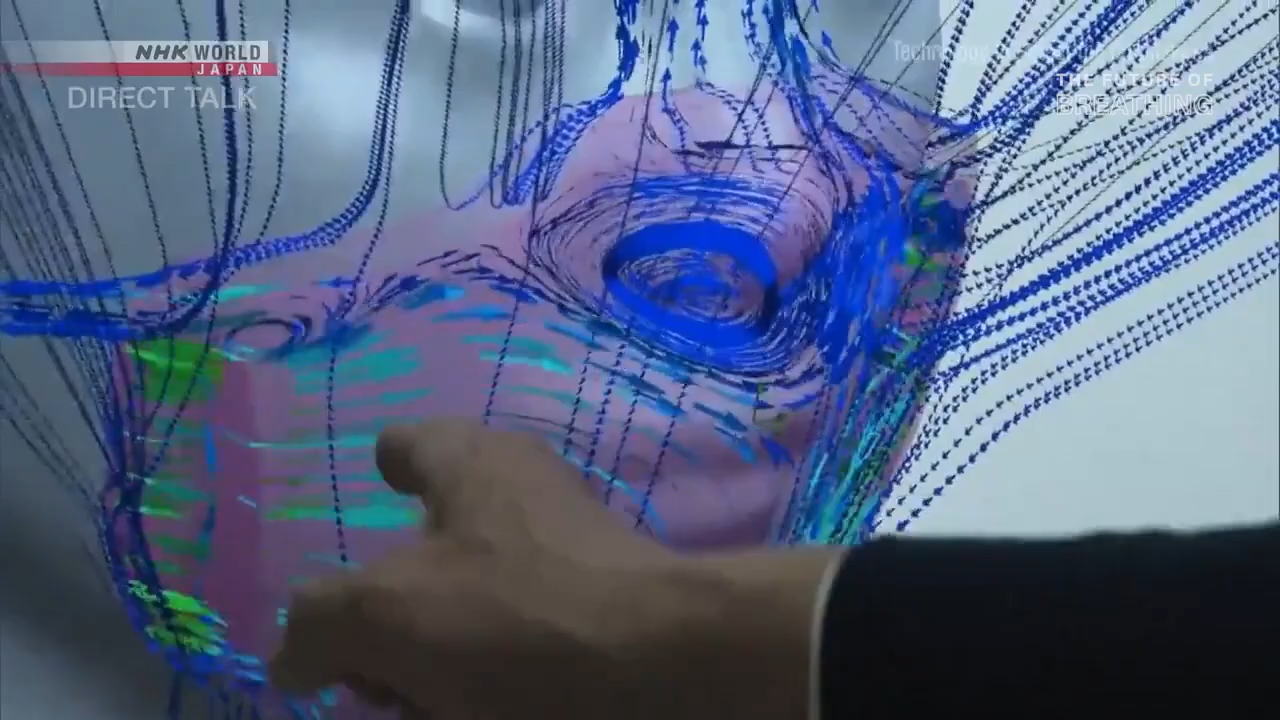 NHK WORLD
JAPAN
DIRECT TALK
THE FUTURE OF
BREATHING